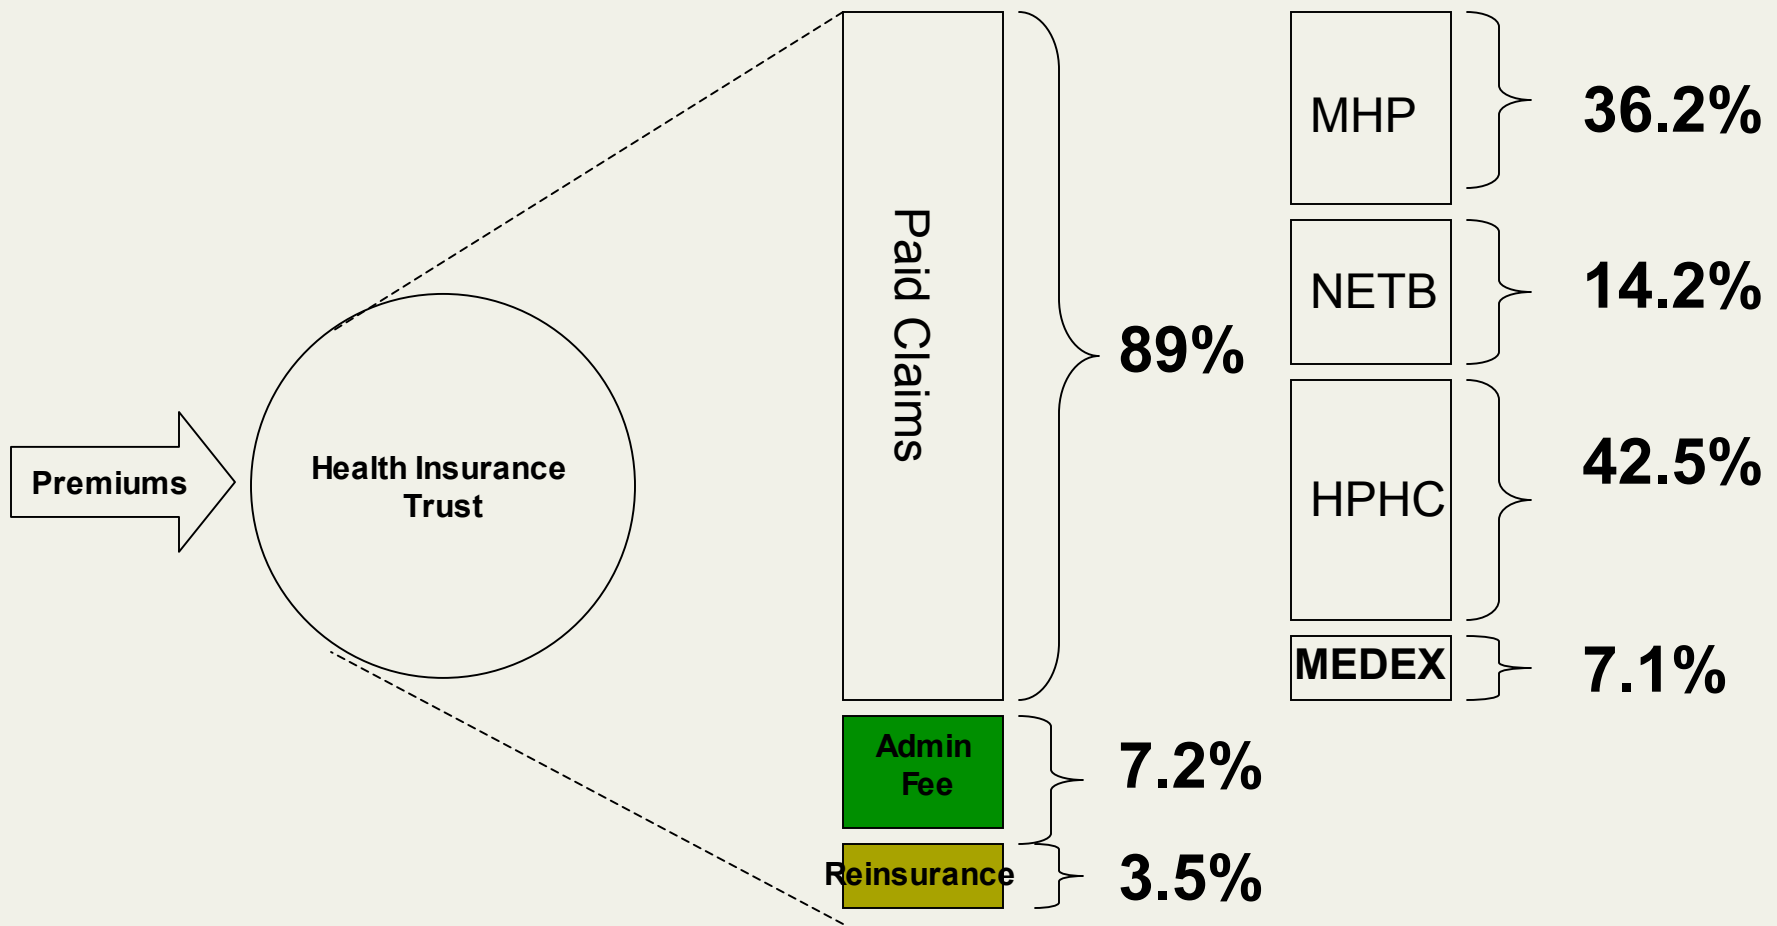 Premiums
Health Insurance
Trust
Paid Claims
89%
Admin
Fee
7.2%
Reinsurance
3.5%
MHP
36.2%
NETB
14.2%
HPHC
42.5%
MEDEX
7.1%